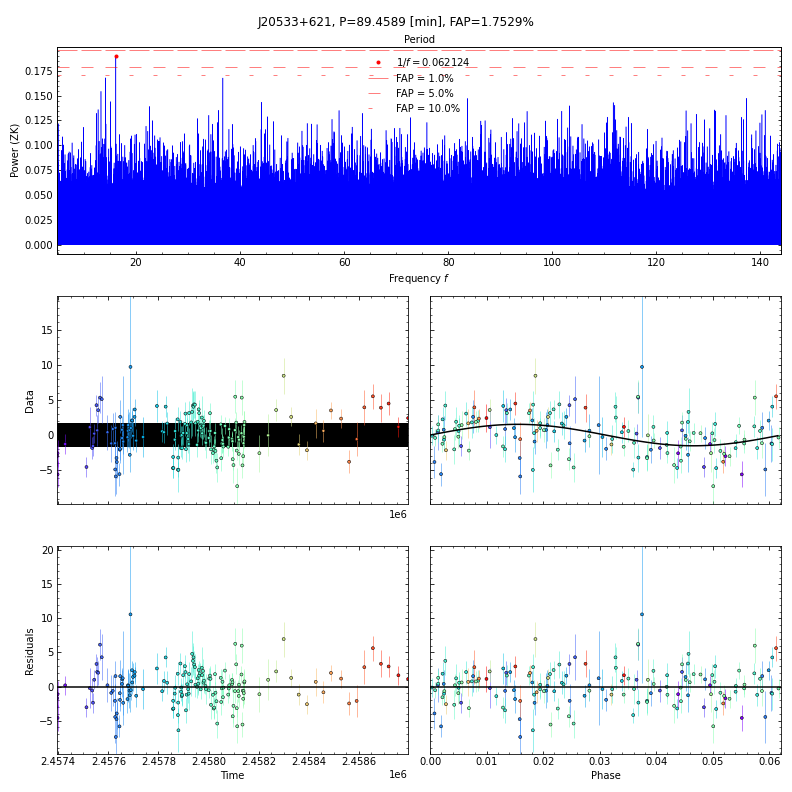 J20533+621, P=89.4589 [min], FAP=1.7529%
Period
Power (ZK)
0.175
0.150
0.125
0.100
0.075
0.050
0.025
0.000
1/f = 0.062124
FAP = 1.0%
FAP = 5.0%
FAP = 10.0%
20 40 60 80 100 120 140
Frequency f
Data
15
10
5
0
−5
1e6
Residuals
20
15
10
5
0
−5
2.4574 2.4576 2.4578 2.4580 2.4582 2.4584 2.4586
1e6
Time
0.00 0.01 0.02 0.03 0.04 0.05 0.06
Phase